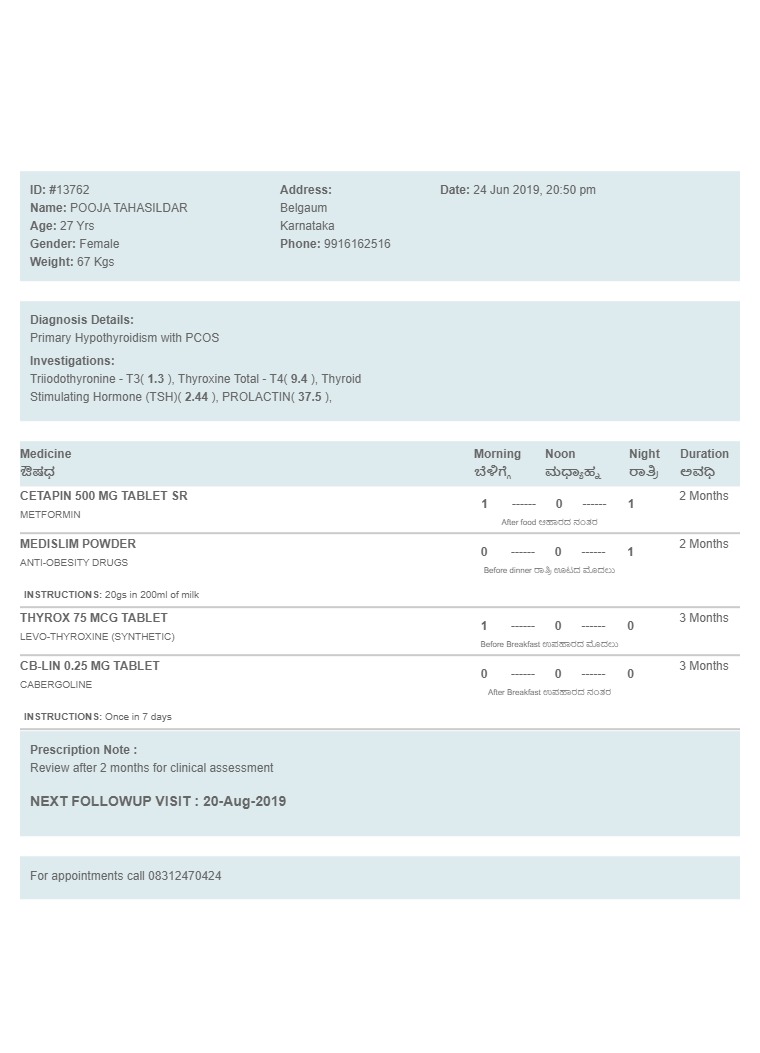 ID: #13762
Name: POOJA TAHASILDAR
Age: 27 Yrs
Gender: Female
Weight: 67 Kgs
Address:
Belgaum
Karnataka
Phone: 9916162516
Date: 24 Jun 2019, 20:50 pm
Diagnosis Details:
Primary Hypothyroidism with PCOS
Investigations:
Triiodothyronine - T3( 1.3 ), Thyroxine Total - T4( 9.4 ), Thyroid
Stimulating Hormone (TSH)( 2.44 ), PROLACTIN( 37.5 ),
Medicine Morning Noon Night Duration
ಔಷಧ ಬೆಳಿಗ್ಗೆ ಮಧ್ಯಾಹ್ನ ರಾತ್ರಿ ಅವಧಿ
CETAPIN 500 MG TABLET SR 1 ------ 0 ------ 1 2 Months
METFORMIN
After food ಆಹಾರದ ನಂತರ
MEDISLIM POWDER 0 ------ 0 ------ 1 2 Months
ANTI-OBESITY DRUGS
Before dinner ರಾತ್ರಿ ಊಟದ ಮೊದಲು
INSTRUCTIONS: 20gs in 200ml of milk
THYROX 75 MCG TABLET 1 ------ 0 ------ 0 3 Months
LEVO-THYROXINE (SYNTHETIC)
Before Breakfast ಉಪಹಾರದ ಮೊದಲು
CB-LIN 0.25 MG TABLET 0 ------ 0 ------ 0 3 Months
CABERGOLINE
After Breakfast ಉಪಹಾರದ ನಂತರ
INSTRUCTIONS: Once in 7 days
Prescription Note :
Review after 2 months for clinical assessment
NEXT FOLLOWUP VISIT : 20-Aug-2019
For appointments call 08312470424